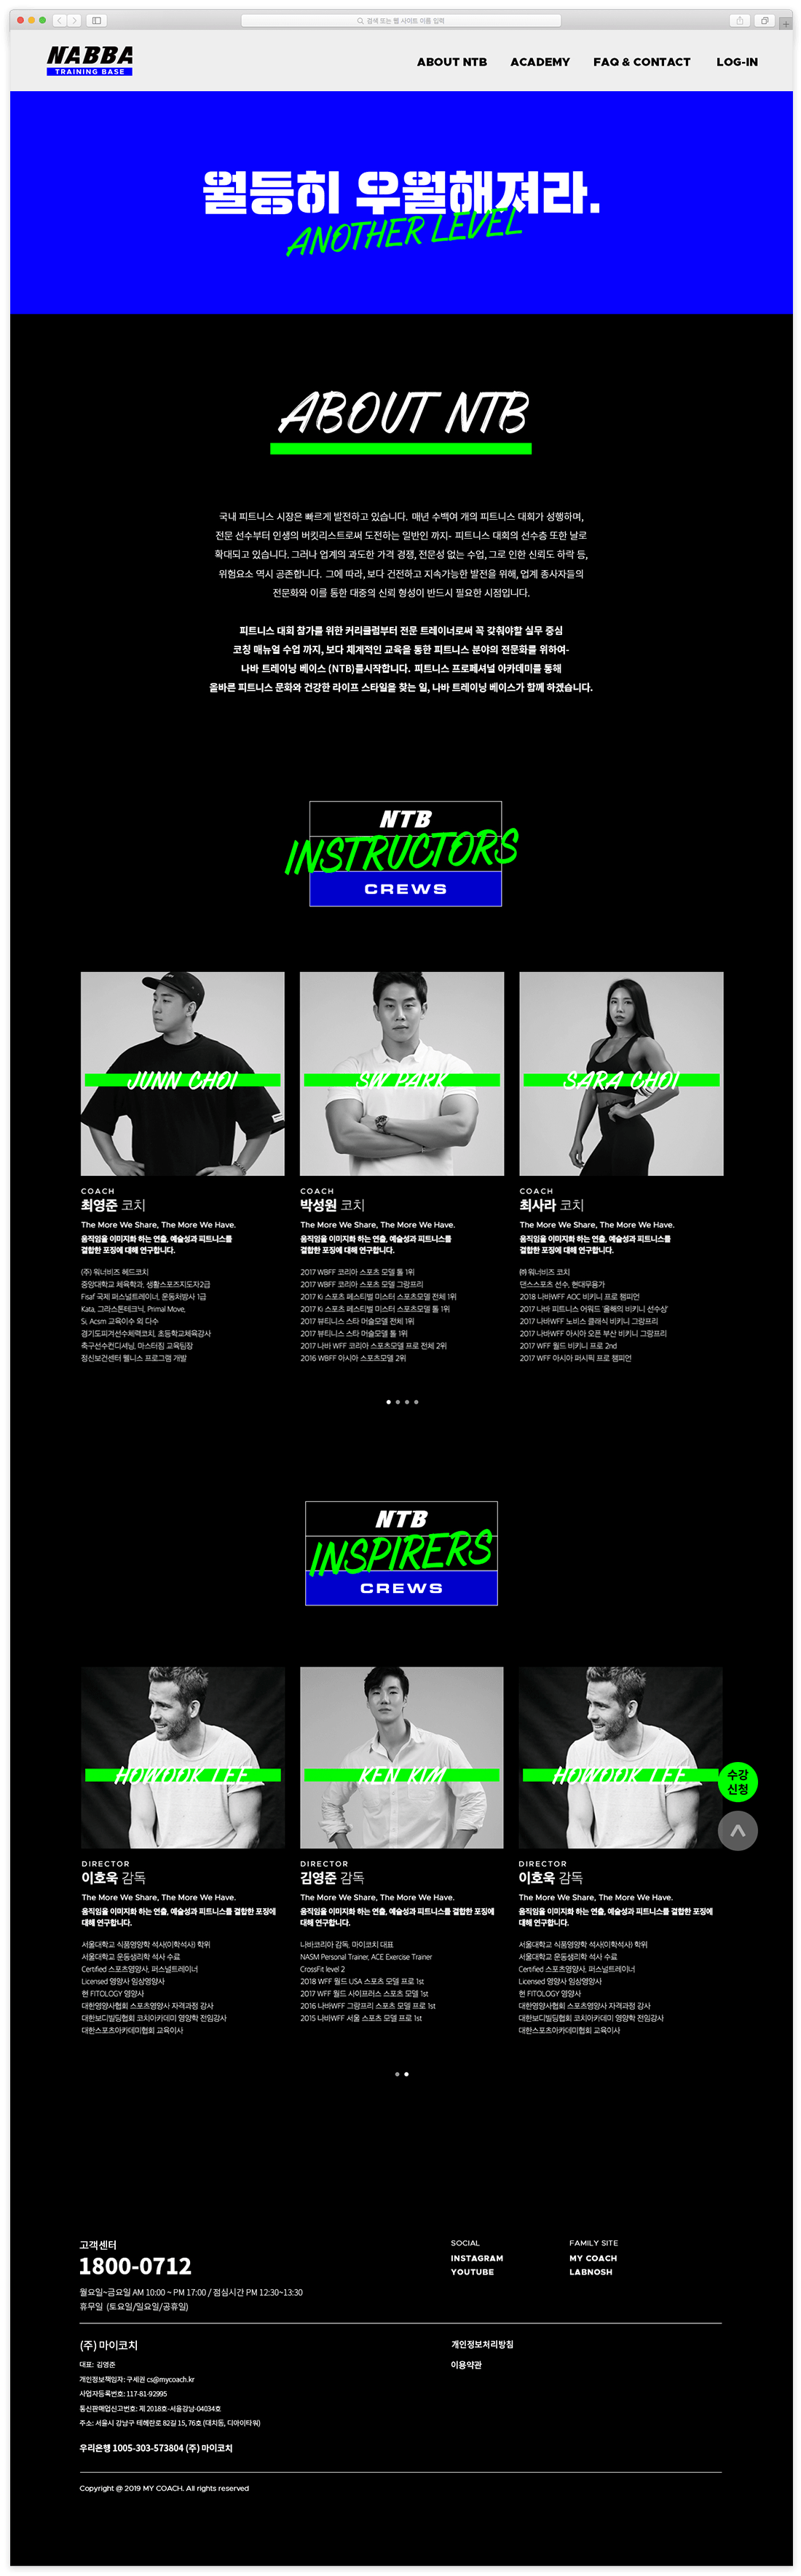 검색 또는 웹 사이트 이름 입력
NABBA
TRAINING BASE
ABOUT NTB
ACADEMY
FAQ & CONTACT
LOG-IN
월등히 우월해져라.
ANOTHER LEVEL
ABOUT NTB
국내 피트니스 시장은 빠르게 발전하고 있습니다. 매년 수백여 개의 피트니스 대회가 성행하며,
전문 선수부터 인생의 버킷리스트로써 도전하는 일반인 까지- 피트니스 대회의 선수층 또한 날로
확대되고 있습니다. 그러나 업계의 과도한 가격 경쟁, 전문성 없는 수업, 그로 인한 신뢰도 하락 등,
위험요소 역시 공존합니다. 그에 따라, 보다 건전하고 지속가능한 발전을 위해, 업계 종사자들의
전문화와 이를 통한 대중의 신뢰 형성이 반드시 필요한 시점입니다.
피트니스 대회 참가를 위한 커리큘럼부터 전문 트레이너로써 꼭 갖춰야할 실무 중심
코칭 매뉴얼 수업 까지, 보다 체계적인 교육을 통한 피트니스 분야의 전문화를 위하여-
나바 트레이닝 베이스 (NTB)를시작합니다. 피트니스 프로페셔널 아카데미를 통해
올바른 피트니스 문화와 건강한 라이프 스타일을 찾는 일, 나바 트레이닝 베이스가 함께 하겠습니다.
NTB
INSTRUCTORS
CREWS
JUNN CHOI
COACH
최영준 코치
The More We Share, The More We Have.
움직임을 이미지화 하는 연출, 예술성과 피트니스를
결합한 포징에 대해 연구합니다.
(주) 워너비즈 헤드코치
중앙대학교 체육학과, 생활스포츠지도자2급
Fisaf 국제 퍼스널트레이너, 운동처방사 1급
Kata, 그라스톤테크닉, Primal Move,
Si, Acsm 교육이수 외 다수
경기도피겨선수체력코치, 초등학교체육강사
축구선수컨디셔닝, 마스터짐 교육팀장
정신보건센터 웰니스 프로그램 개발
SW PARK
COACH
박성원 코치
The More We Share, The More We Have.
움직임을 이미지화 하는 연출, 예술성과 피트니스를
결합한 포징에 대해 연구합니다.
2017 WBFF 코리아 스포츠 모델 톨 1위
2017 WBFF 코리아 스포츠 모델 그랑프리
2017 Ki 스포츠 페스티벌 미스터 스포츠모델 전체 1위
2017 Ki 스포츠 페스티벌 미스터 스포츠모델 톨 1위
2017 뷰티니스 스타 머슬모델 전체 1위
2017 뷰티니스 스타 머슬모델 톨 1위
2017 나바 WFF 코리아 스포츠모델 프로 전체 2위
2016 WBFF 아시아 스포츠모델 2위
SARA CHOI
COACH
최사라 코치
The More We Share, The More We Have.
움직임을 이미지화 하는 연출, 예술성과 피트니스를
결합한 포징에 대해 연구합니다.
㈜ 워너비즈 코치
댄스스포츠 선수, 현대무용가
2018 나바WFF AOC 비키니 프로 챔피언
2017 나바 피트니스 어워드 '올해의 비키니 선수상'
2017 나바WFF 노비스 클래식 비키니 그랑프리
2017 나바WFF 아시아 오픈 부산 비키니 그랑프리
2017 WFF 월드 비키니 프로 2nd
2017 WFF 아시아 퍼시픽 프로 챔피언
NTB
INSPIRERS
CREWS
HOWOOK LEE
DIRECTOR
이호욱 감독
The More We Share, The More We Have.
움직임을 이미지화 하는 연출, 예술성과 피트니스를 결합한 포징에
대해 연구합니다.
서울대학교 식품영양학 석사(이학석사) 학위
서울대학교 운동생리학 석사 수료
Certified 스포츠영양사, 퍼스널트레이너
Licensed 영양사 임상영양사
현 FITOLOGY 영양사
대한영양사협회 스포츠영양사 자격과정 강사
대한보디빌딩협회 코치아카데미 영양학 전임강사
대한스포츠아카데미협회 교육이사
KEN KIM
DIRECTOR
김영준 감독
The More We Share, The More We Have.
움직임을 이미지화 하는 연출, 예술성과 피트니스를 결합한 포징에
대해 연구합니다.
나바코리아 감독, 마이코치 대표
NASM Personal Trainer, ACE Exercise Trainer
CrossFit level 2
2018 WFF 월드 USA 스포츠 모델 프로 1st
2017 WFF 월드 사이프러스 스포츠 모델 1st
2016 나바WFF 그랑프리 스포츠 모델 프로 1st
2015 나바WFF 서울 스포츠 모델 프로 1st
HOWOOK LEE
DIRECTOR
이호욱 감독
The More We Share, The More We Have.
움직임을 이미지화 하는 연출, 예술성과 피트니스를 결합한 포징에
대해 연구합니다.
서울대학교 식품영양학 석사(이학석사) 학위
서울대학교 운동생리학 석사 수료
Certified 스포츠영양사, 퍼스널트레이너
Licensed 영양사 임상영양사
현 FITOLOGY 영양사
대한영양사협회 스포츠영양사 자격과정 강사
대한보디빌딩협회 코치아카데미 영양학 전임강사
대한스포츠아카데미협회 교육이사
수강
신청
고객센터
1800-0712
월요일~금요일 AM 10:00 ~ PM 17:00 / 점심시간 PM 12:30~13:30
휴무일 (토요일/일요일/공휴일)
SOCIAL
INSTAGRAM
YOUTUBE
FAMILY SITE
MY COACH
LABNOSH
(주) 마이코치
대표: 김영준
개인정보책임자: 구세권 cs@mycoach.kr
사업자등록번호: 117-81-92995
통신판매업신고번호: 제 2018호-서울강남-04034호
주소: 서울시 강남구 테헤란로 82길 15, 76호 (대치동, 디아이타워)
우리은행 1005-303-573804 (주) 마이코치
개인정보처리방침
이용약관
Copyright @ 2019 MY COACH. All rights reserved